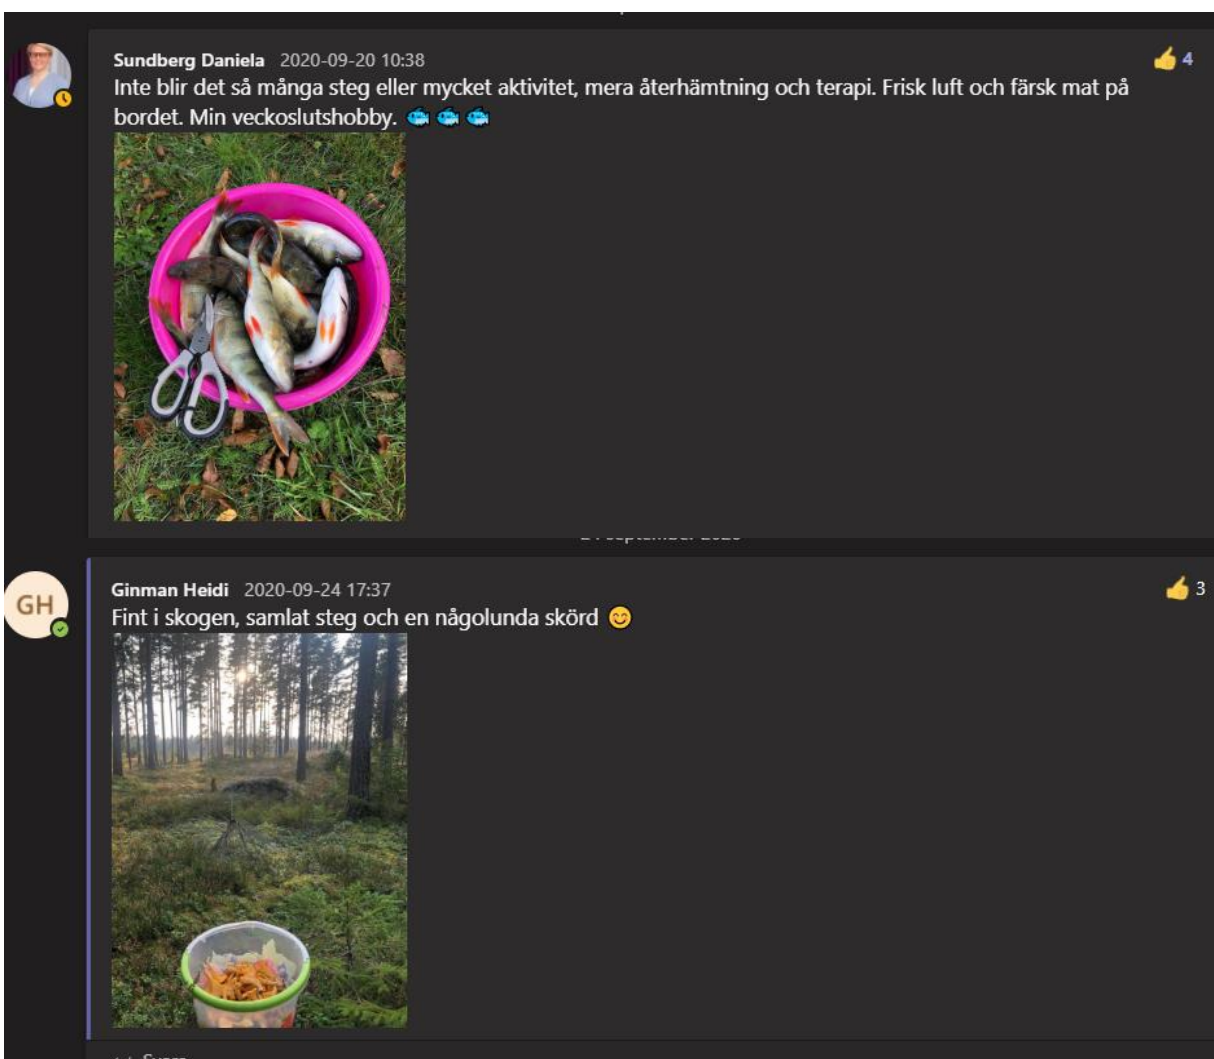 Sundberg Daniela 2020-09-20 10:38
4
Inte blir det så många steg eller mycket aktivitet, mera återhämtning och terapi. Frisk luft och färsk mat på
bordet. Min veckoslutshobby. 🐟 🐟 🐟
GH
Ginman Heidi 2020-09-24 17:37
3
Fint i skogen, samlat steg och en någolunda skörd 😊